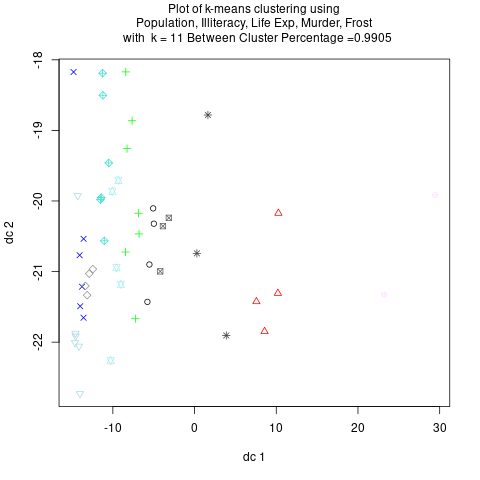 Plot of k-means clustering using
Population, Illiteracy, Life Exp, Murder, Frost
with  k = 11 Between Cluster Percentage =0.9905
-18
-19
-20
-21
-22
dc 2
-10
0
10
20
30
dc 1